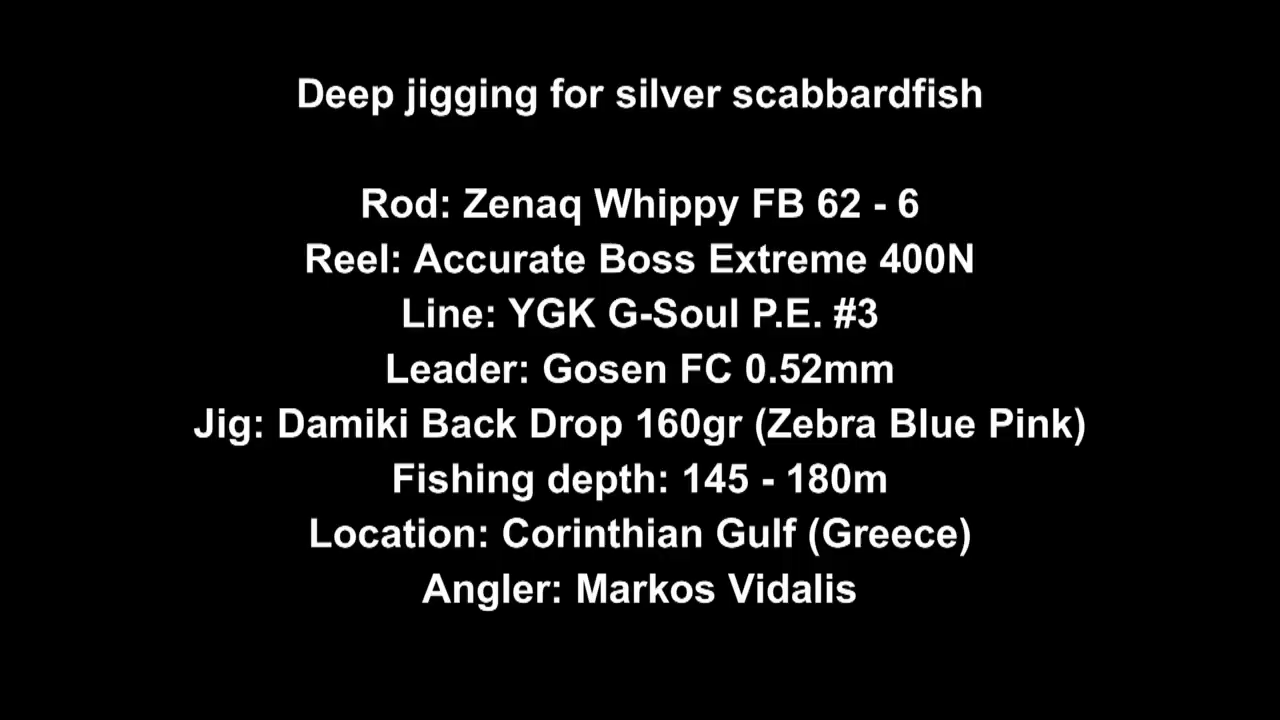 Deep jigging for silver scabbardfish
Rod: Zenaq Whippy FB 62 - 6
Reel: Accurate Boss Extreme 400N
Line: YGK G-Soul P.E. #3
Leader: Gosen FC 0.52mm
Jig: Damiki Back Drop 160gr (Zebra Blue Pink)
Fishing depth: 145 - 180m
Location: Corinthian Gulf (Greece)
Angler: Markos Vidalis